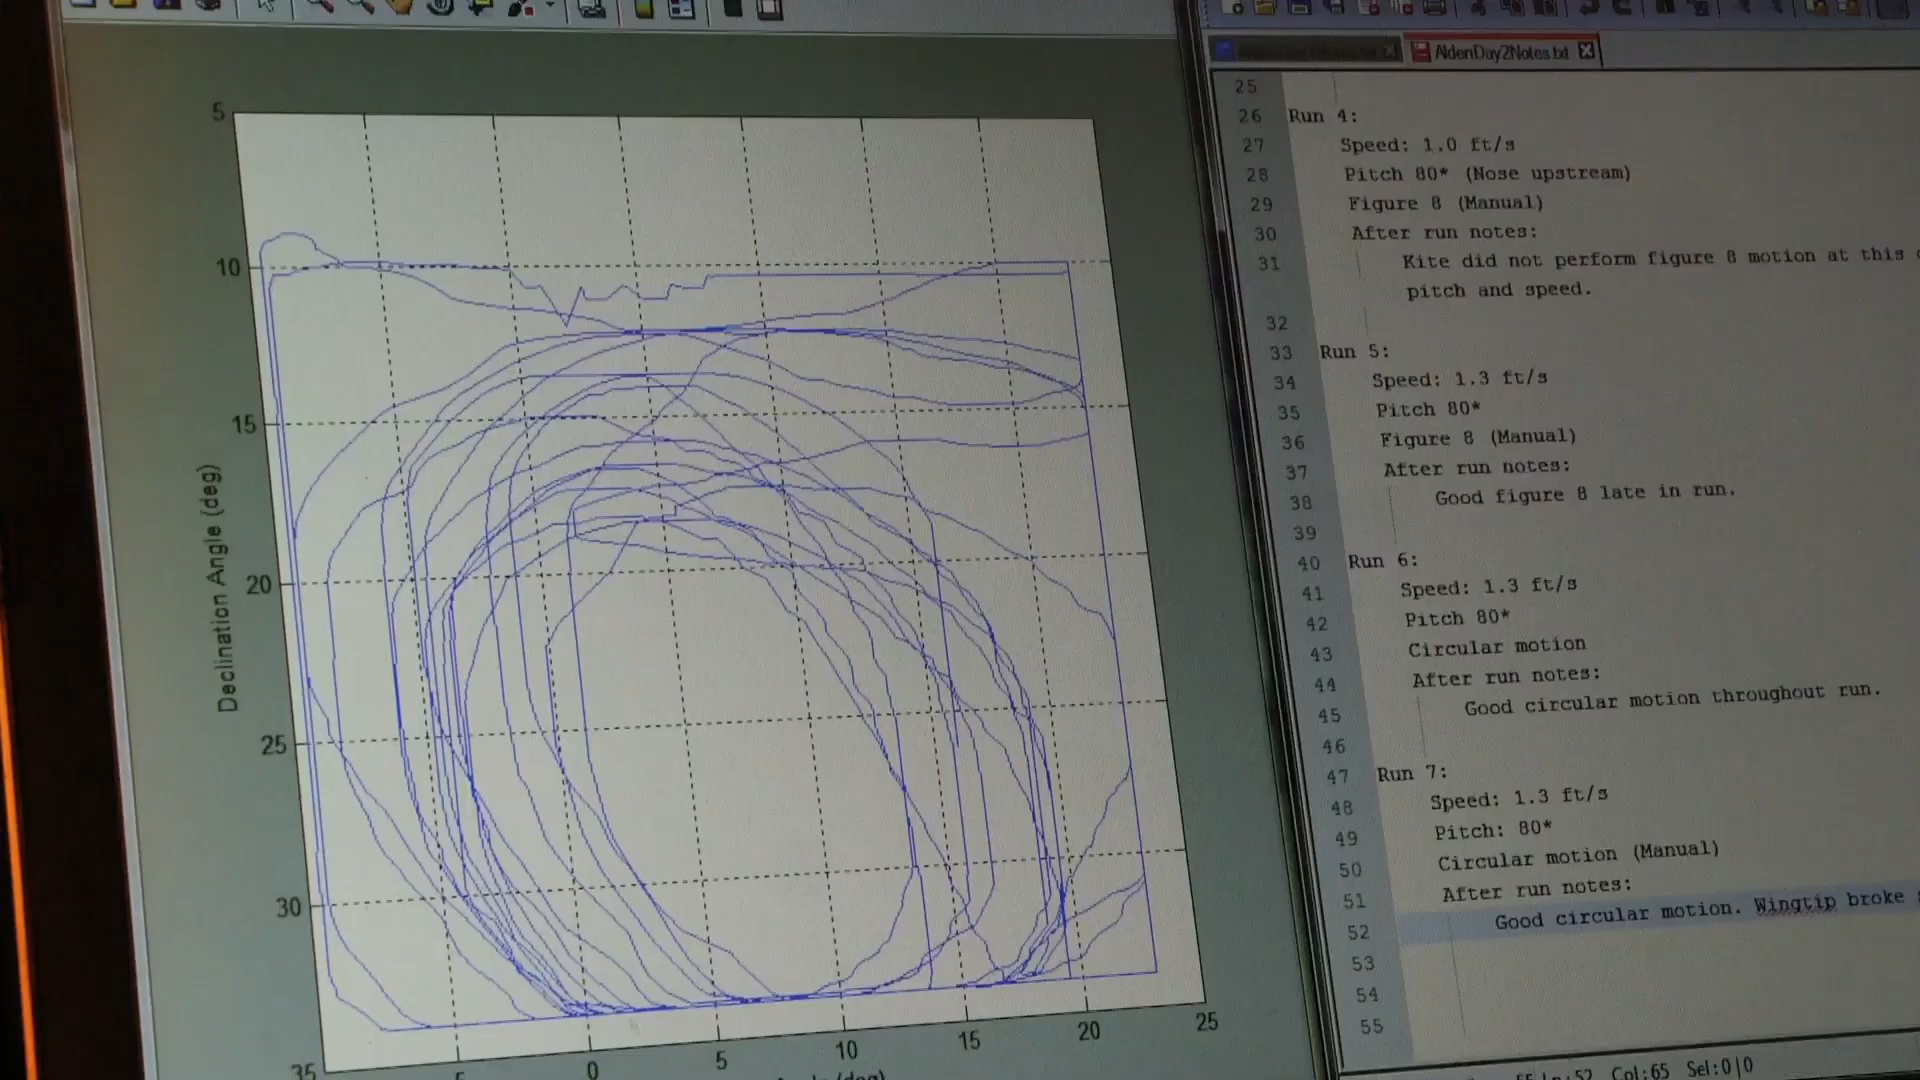 5
10
15
20
25
30
35
Declination Angle (deg)
5
0
5
10
15
20
25
(deg)
AldenDay2Notes.txt
25
26 Run 4:
27 Speed: 1.0 ft/s
28 Pitch 80* (Nose upstream)
29 Figure 8 (Manual)
30 After run notes:
31 Kite did not perform figure 8 motion at this
pitch and speed.
32
33 Run 5:
34 Speed: 1.3 ft/s
35 Pitch 80*
36 Figure 8 (Manual)
37 After run notes:
38 Good figure 8 late in run.
39
40 Run 6:
41 Speed: 1.3 ft/s
42 Pitch 80*
43 Circular motion
44 After run notes:
45 Good circular motion throughout run.
46
47 Run 7:
48 Speed: 1.3 ft/s
49 Pitch: 80*
50 Circular motion (Manual)
51 After run notes:
52 Good circular motion. Wingtip broke
53
54
55
Ln:52 Col:65 Sel:0|0